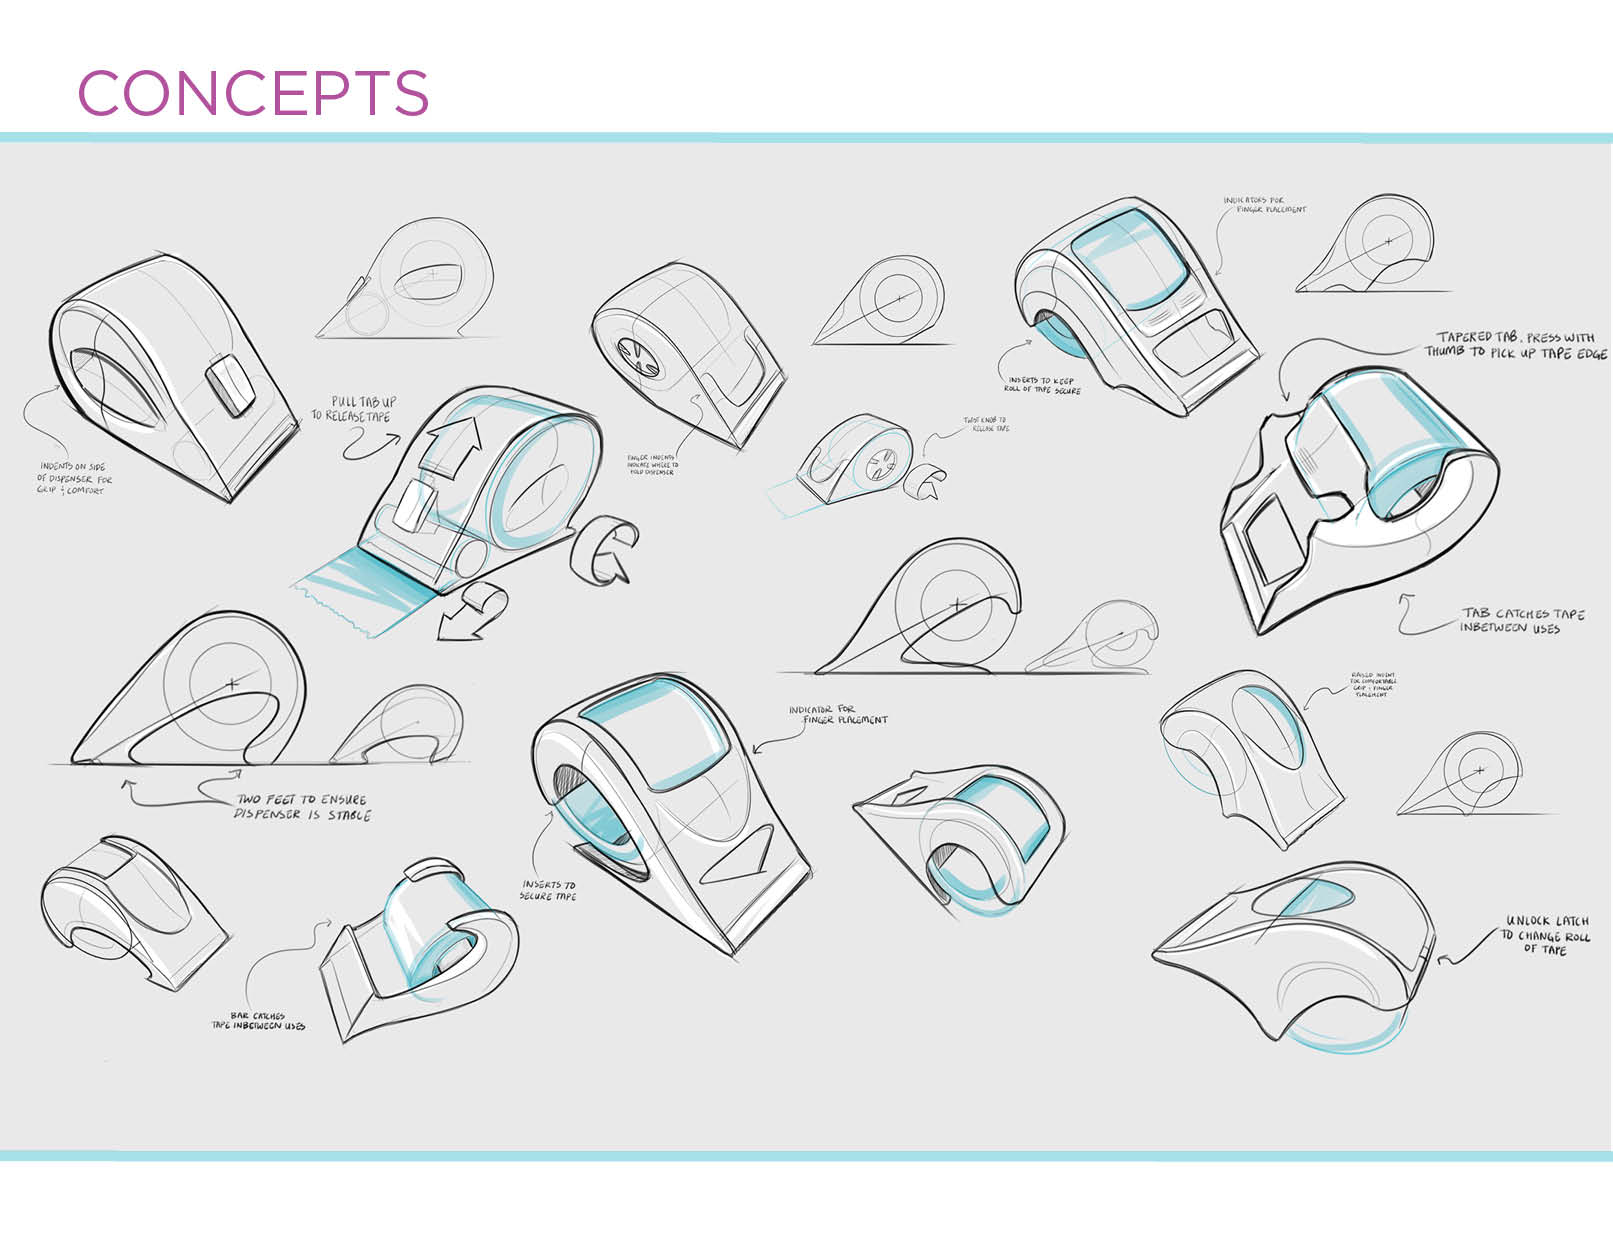 CONCEPTS
INDICATORS FOR
FINGER PLACEMENT
TAPERED TAB. PRESS WITH
THUMB TO PICK UP TAPE EDGE
INSERTS TO KEEP
ROLL OF TAPE SECURE
PULL TAB UP
TO RELEASE TAPE
TWIST KNOB TO
RELEASE TAPE
INDENTS ON SIDE
OF DISPENSER FOR
GRIP & COMFORT
FINGER INDENTS
INDICATE WHERE TO
HOLD DISPENSER
TAB CATCHES TAPE
INBETWEEN USES
RAISED INDENT
FOR COMFORTABLE
GRIP + FINGER
PLACEMENT
INDICATOR FOR
FINGER PLACEMENT
TWO FEET TO ENSURE
DISPENSER IS STABLE
INSERTS TO
SECURE TAPE
UNLOCK LATCH
TO CHANGE ROLL
OF TAPE
BAR CATCHES
TAPE INBETWEEN USES